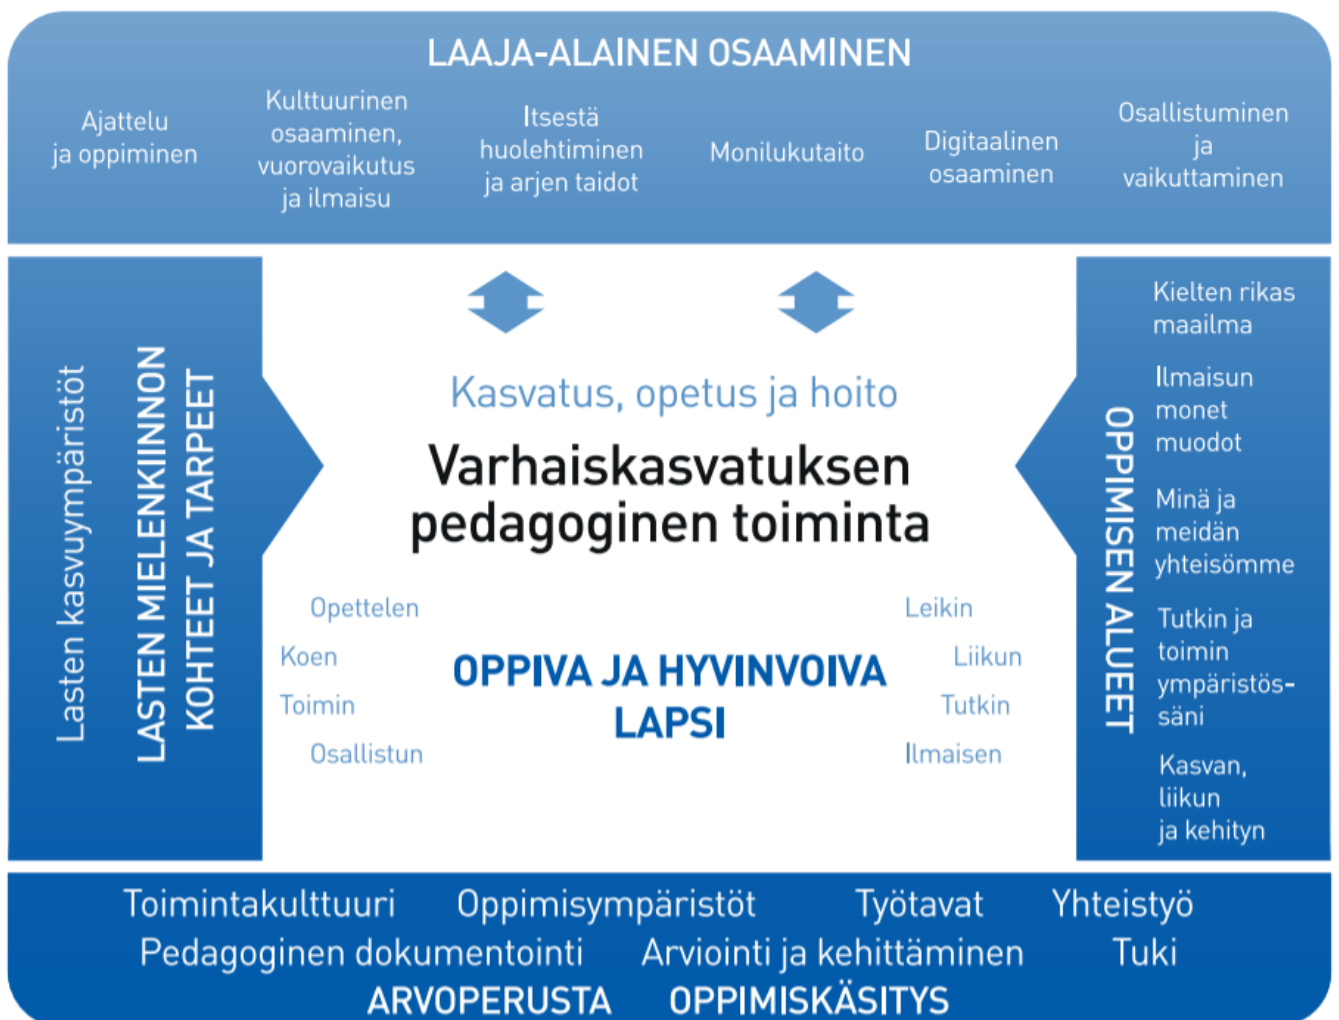 LAAJA-ALAINEN OSAAMINEN
Ajattelu
ja oppiminen
Kulttuurinen
osaaminen,
vuorovaikutus
ja ilmaisu
Itsestä
huolehtiminen
ja arjen taidot
Monilukutaito
Digitaalinen
osaaminen
Osallistuminen
ja
vaikuttaminen
Lasten kasvuympäristöt
LASTEN MIELENKIINNON
KOHTEET JA TARPEET
Kasvatus, opetus ja hoito
Varhaiskasvatuksen
pedagoginen toiminta
Opettelen
Koen
Toimin
Osallistun
OPPIVA JA HYVINVOIVA
LAPSI
Leikin
Liikun
Tutkin
Ilmaisen
OPPIMISEN ALUEET
Kielten rikas
maailma
Ilmaisun
monet
muodot
Minä ja
meidän
yhteisömme
Tutkin ja
toimin
ympäristös-
säni
Kasvan,
liikun
ja kehityn
Toimintakulttuuri Oppimisympäristöt Työtavat Yhteistyö
Pedagoginen dokumentointi Arviointi ja kehittäminen Tuki
ARVOPERUSTA OPPIMISKÄSITYS